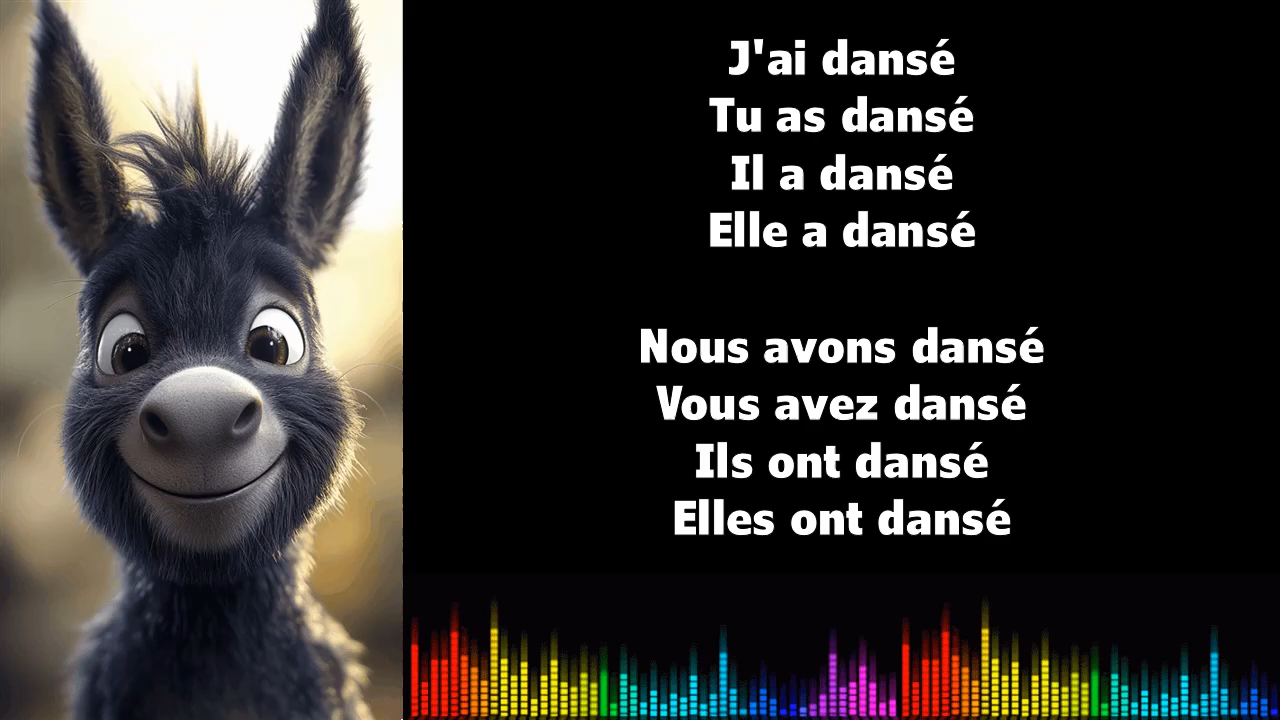 J'ai dansé
Tu as dansé
Il a dansé
Elle a dansé
Nous avons dansé
Vous avez dansé
Ils ont dansé
Elles ont dansé